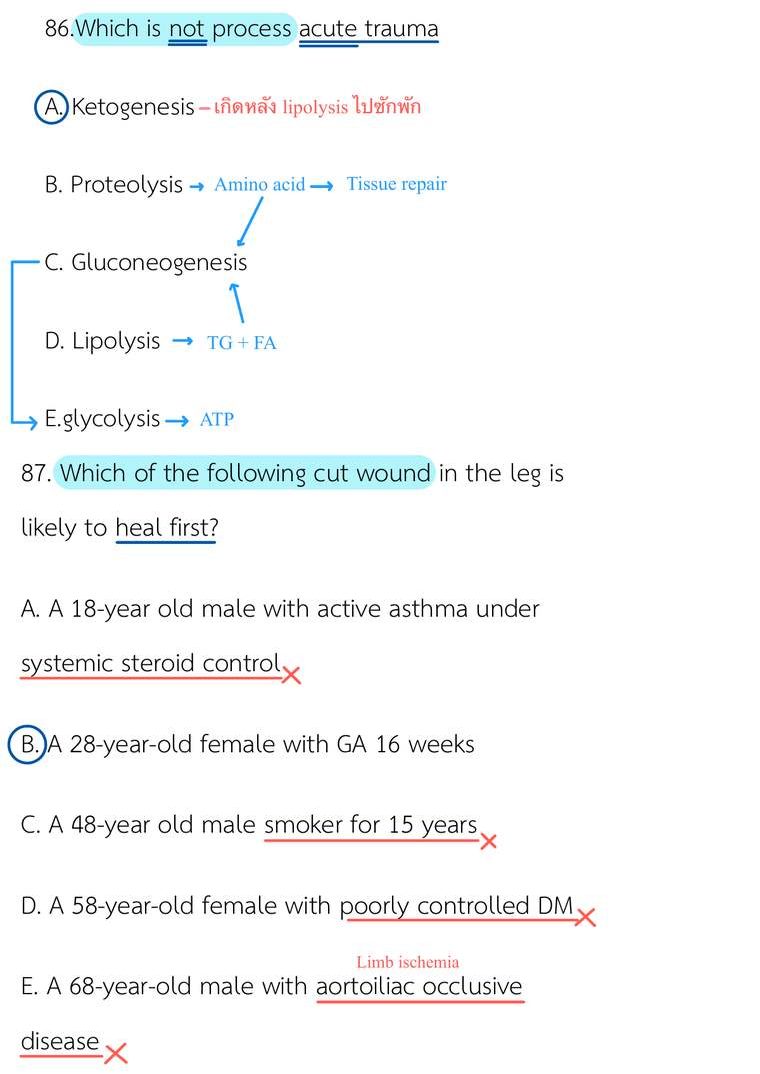 86.Which is not process acute trauma
A. Ketogenesis – เกิดหลัง lipolysis ไปซักพัก
B. Proteolysis → Amino acid → Tissue repair
C. Gluconeogenesis
D. Lipolysis → TG + FA
E.glycolysis → ATP
87. Which of the following cut wound in the leg is
likely to heal first?
A. A 18-year old male with active asthma under
systemic steroid control
B. A 28-year-old female with GA 16 weeks
C. A 48-year old male smoker for 15 years
D. A 58-year-old female with poorly controlled DM
Limb ischemia
E. A 68-year-old male with aortoiliac occlusive
disease